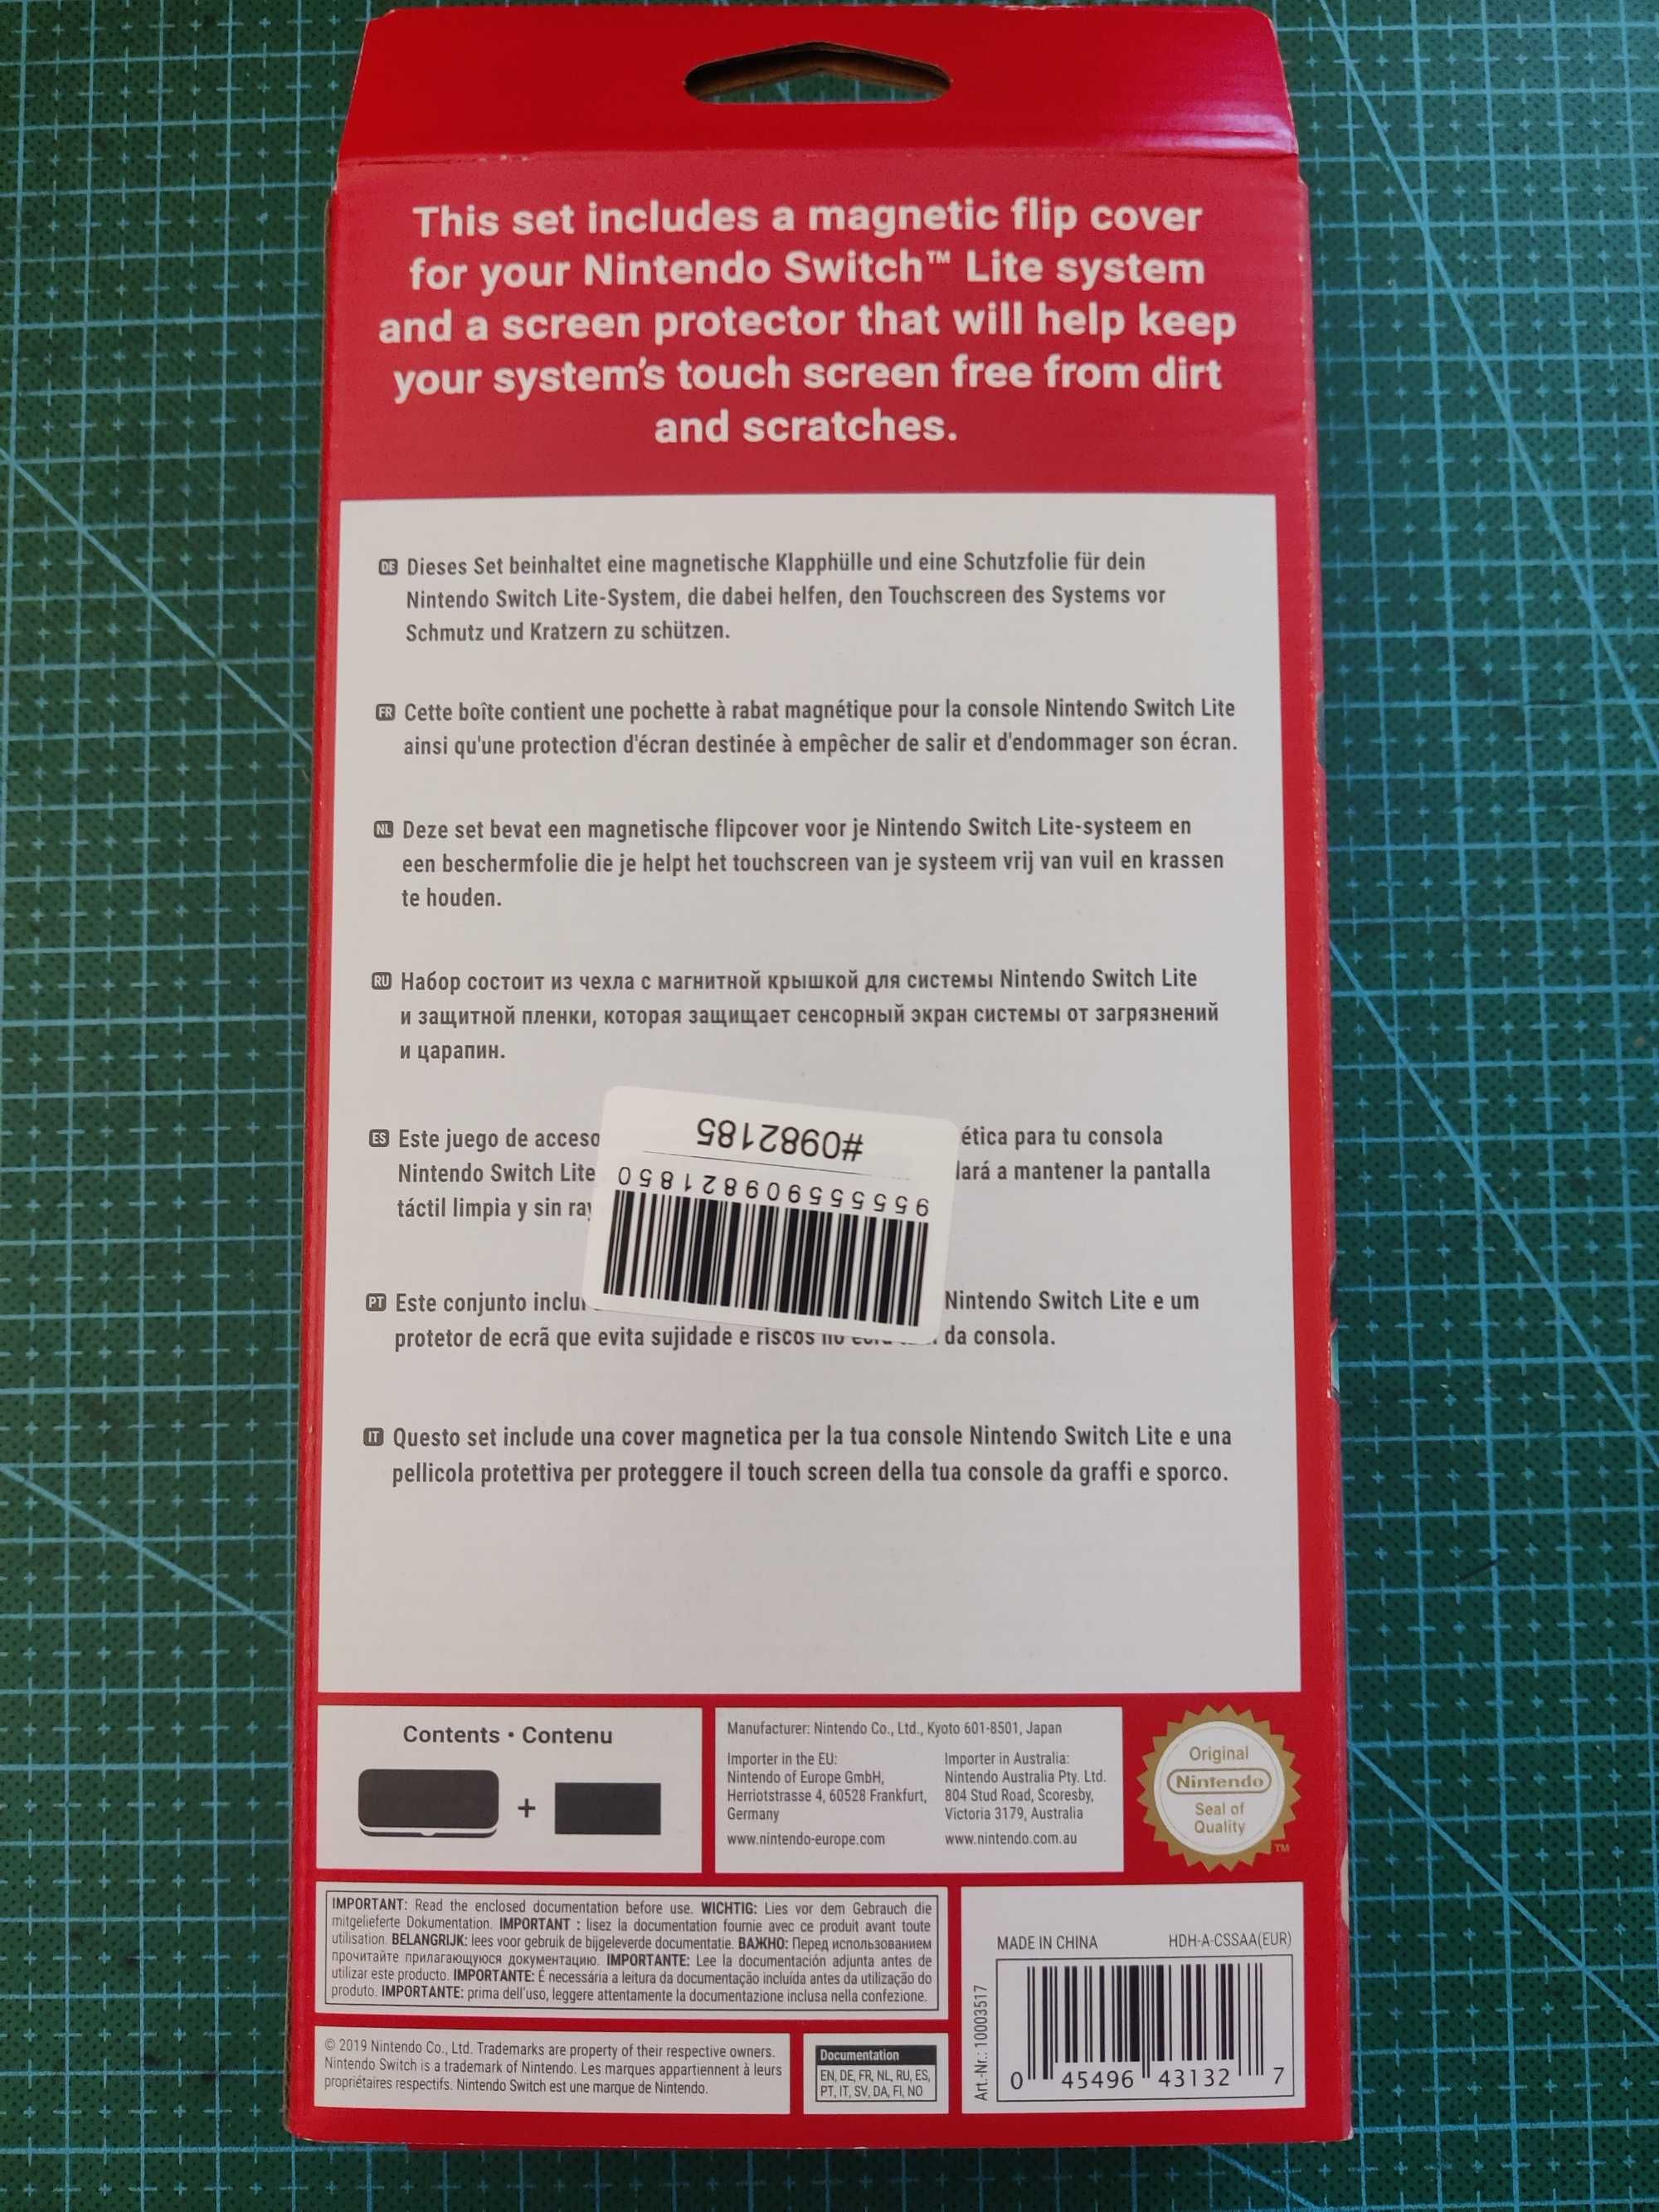 This set includes a magnetic flip cover
for your Nintendo Switch™ Lite system
and a screen protector that will help keep
your system's touch screen free from dirt
and scratches.
DE Dieses Set beinhaltet eine magnetische Klapphülle und eine Schutzfolie für dein
Nintendo Switch Lite-System, die dabei helfen, den Touchscreen des Systems vor
Schmutz und Kratzern zu schützen.
FR Cette boîte contient une pochette à rabat magnétique pour la console Nintendo Switch Lite
ainsi qu'une protection d'écran destinée à empêcher de salir et d'endommager son écran.
NL Deze set bevat een magnetische flipcover voor je Nintendo Switch Lite-systeem en
een beschermfolie die je helpt het touchscreen van je systeem vrij van vuil en krassen
te houden.
RU Набор состоит из чехла с магнитной крышкой для системы Nintendo Switch Lite
и защитной пленки, которая защищает сенсорный экран системы от загрязнений
и царапин.
#0982185
9555559098218 50
ES Este juego de acceso ética para tu consola
Nintendo Switch Lite lará a mantener la pantalla
táctil limpia y sin
PT Este conjunto inclui Nintendo Switch Lite e um
protetor de ecrã que evita sujidade e riscos no da consola.
IT Questo set include una cover magnetica per la tua console Nintendo Switch Lite e una
pellicola protettiva per proteggere il touch screen della tua console da graffi e sporco.
Contents • Contenu
+
Manufacturer: Nintendo Co., Ltd., Kyoto 601-8501, Japan
Importer in the EU:
Nintendo of Europe GmbH,
Herriotstrasse 4, 60528 Frankfurt,
Germany
www.nintendo-europe.com
Importer in Australia:
Nintendo Australia Pty. Ltd.
804 Stud Road, Scoresby,
Victoria 3179, Australia
www.nintendo.com.au
Original
Nintendo
Seal of
Quality
TM
IMPORTANT: Read the enclosed documentation before use. WICHTIG: Lies vor dem Gebrauch die
mitgelieferte Dokumentation. IMPORTANT : lisez la documentation fournie avec ce produit avant toute
utilisation. BELANGRIJK: lees voor gebruik de bijgeleverde documentatie. ВАЖНО: Перед использованием
прочитайте прилагающуюся документацию. IMPORTANTE: Lee la documentación adjunta antes de
utilizar este producto. IMPORTANTE: É necessária a leitura da documentação incluída antes da utilização do
produto. IMPORTANTE: prima dell'uso, leggere attentamente la documentazione inclusa nella confezione.
© 2019 Nintendo Co., Ltd. Trademarks are property of their respective owners.
Nintendo Switch is a trademark of Nintendo. Les marques appartiennent à leurs
propriétaires respectifs. Nintendo Switch est une marque de Nintendo.
Documentation
EN, DE, FR, NL, RU, ES,
PT, IT, SV, DA, FI, NO
MADE IN CHINA HDH-A-CSSAA(EUR)
Art.-Nr.: 10003517
0 45496 43132 7